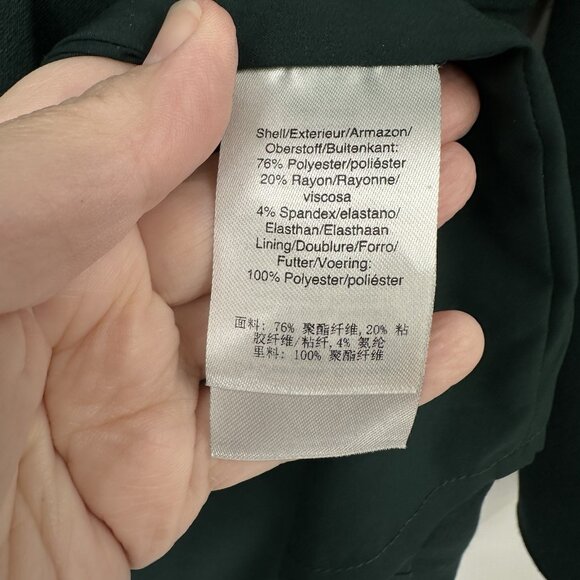 Shell/Exterieur/Armazon/
Oberstoff/Buitenkant:
76% Polyester/poliéster
20% Rayon/Rayonne/
viscosa
4% Spandex/elastano/
Elasthan/Elasthaan
Lining/Doublure/Forro/
Futter/Voering:
100% Polyester/poliéster
面料: 76% 聚酯纤维,20% 粘
胶纤维/粘纤,4% 氨纶
里料: 100% 聚酯纤维